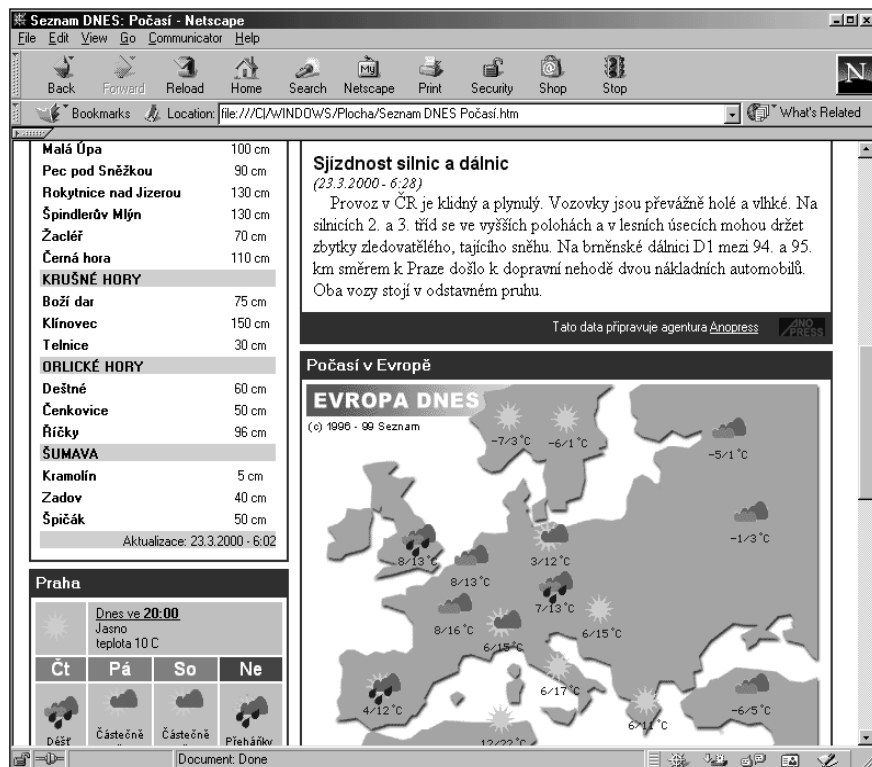 Seznam DNES: Počasí - Netscape
File Edit View Go Communicator Help
Back Forward Reload Home Search Netscape Print Security Shop Stop
My
N
Bookmarks Location: file:///C|/WINDOWS/Plocha/Seznam DNES Počasí.htm What's Related
Malá Úpa 100 cm
Pec pod Sněžkou 90 cm
Rokytnice nad Jizerou 130 cm
Špindlerův Mlýn 130 cm
Žacléř 70 cm
Černá hora 110 cm
KRUŠNÉ HORY
Boží dar 75 cm
Klínovec 150 cm
Telnice 30 cm
ORLICKÉ HORY
Deštné 60 cm
Čenkovice 50 cm
Říčky 96 cm
ŠUMAVA
Kramolín 5 cm
Zadov 40 cm
Špičák 50 cm
Aktualizace: 23.3.2000 - 6:02
Praha
Dnes ve 20:00
Jasno
teplota 10 C
Čt Pá So Ne
Déšť Částečně Částečně Přeháňky
Sjízdnost silnic a dálnic
(23.3.2000 - 6:28)
Provoz v ČR je klidný a plynulý. Vozovky jsou převážně holé a vlhké. Na
silnicích 2. a 3. tříd se ve vyšších polohách a v lesních úsecích mohou držet
zbytky zledovatělého, tajícího sněhu. Na brněnské dálnici D1 mezi 94. a 95.
km směrem k Praze došlo k dopravní nehodě dvou nákladních automobilů.
Oba vozy stojí v odstavném pruhu.
Tato data připravuje agentura Anopress
ANO PRESS
Počasí v Evropě
EVROPA DNES
(c) 1996 - 99 Seznam
-7/3°C
-6/1°C
-5/1°C
-1/3°C
8/13°C
8/13°C
3/12°C
7/13°C
8/16°C
6/15°C
6/15°C
6/17°C
4/12°C
6/11°C
-6/5°C
12/22°C
Document: Done